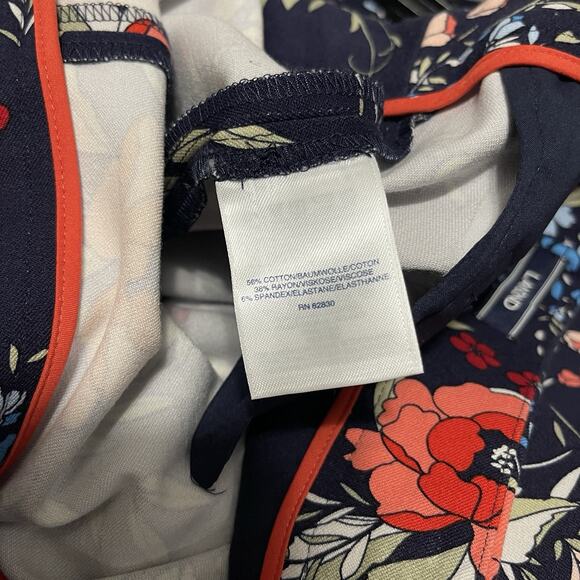 56% COTTON/BAUMWOLLE/COTON
38% RAYON/VISKOSE/VISCOSE
6% SPANDEX/ELASTANE/ELASTHANNE
RN 62830